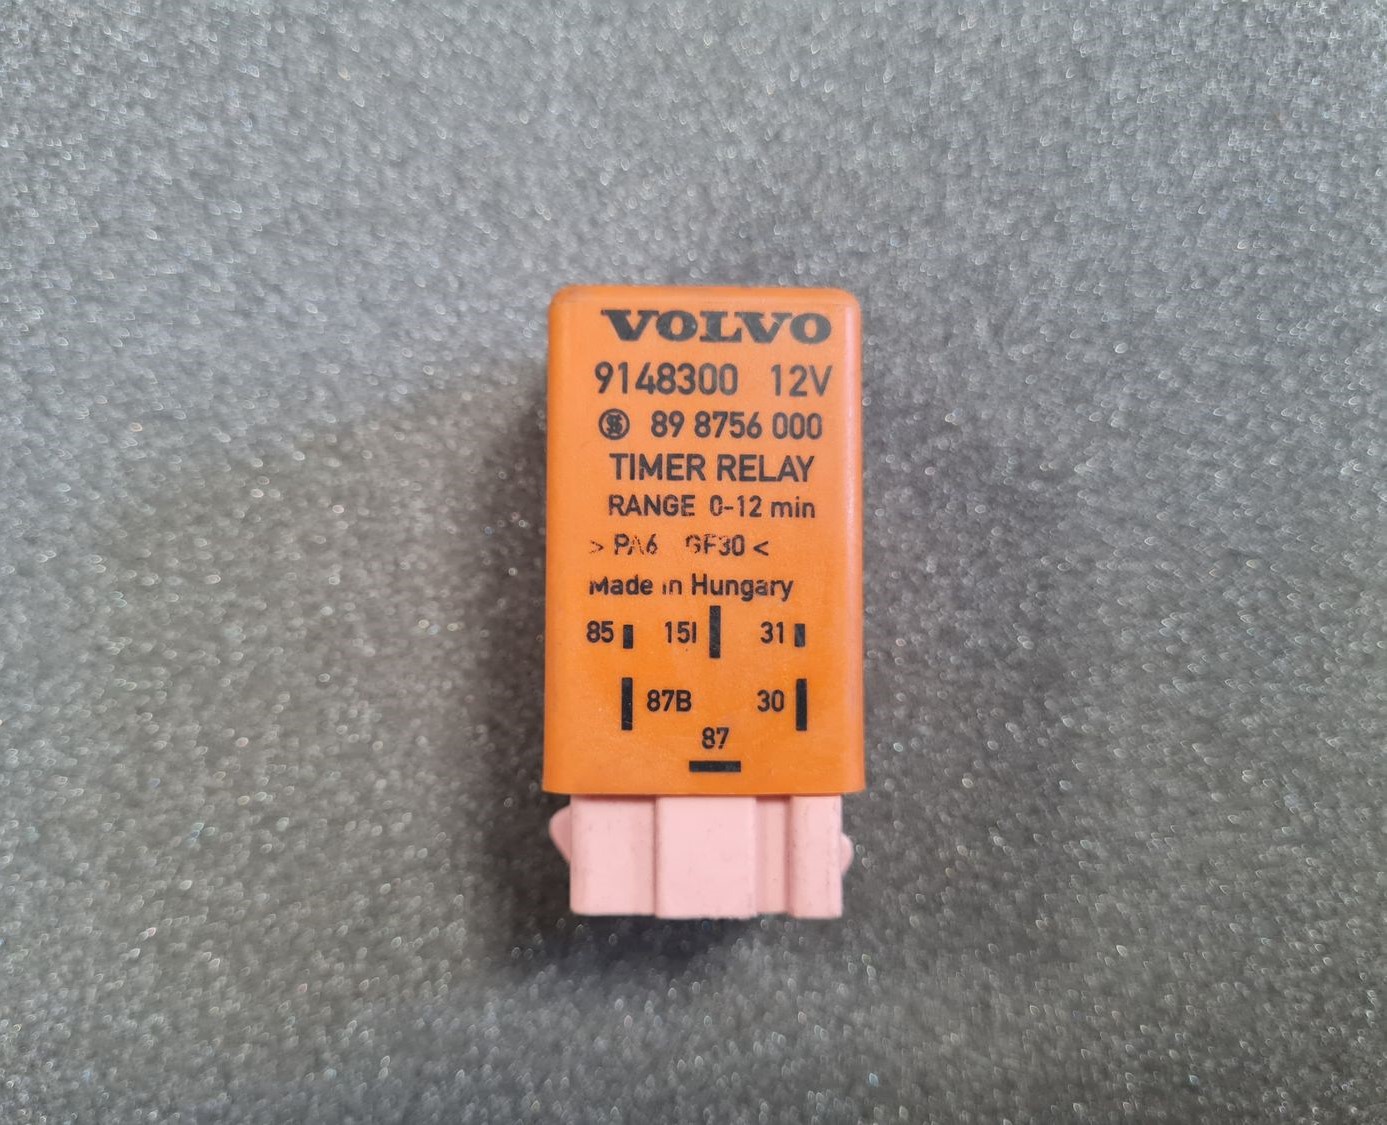 VOLVO
9148300 12V
89 8756 000
TIMER RELAY
RANGE 0-12 min
> PA6 GF30 <
Made in Hungary
85 15I 31
87B 30
87